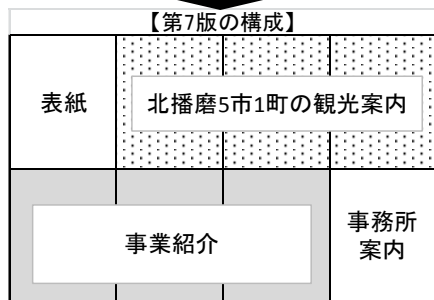 【第7版の構成】
表紙
北播磨5市1町の観光案内
事業紹介
事務所
案内